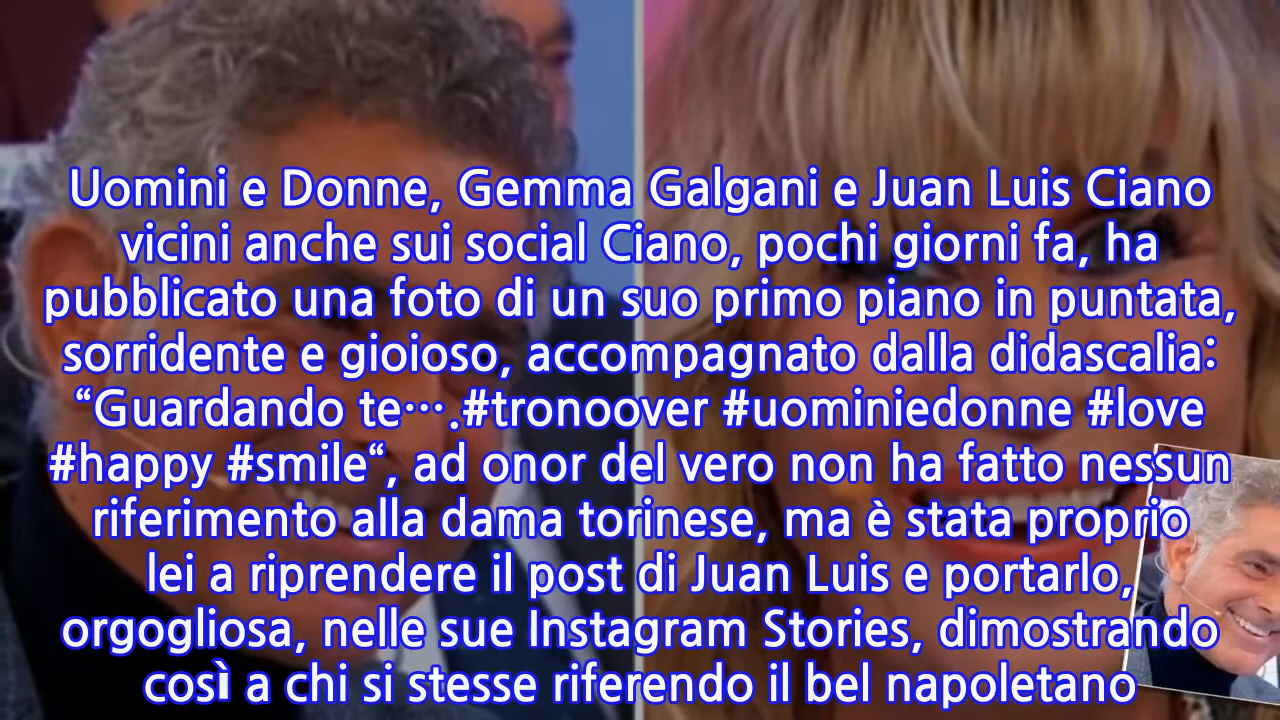 Uomini e Donne, Gemma Galgani e Juan Luis Ciano
vicini anche sui social Ciano, pochi giorni fa, ha
pubblicato una foto di un suo primo piano in puntata,
sorridente e gioioso, accompagnato dalla didascalia:
“Guardando te….#tronoover #uominiedonne #love
#happy #smile“, ad onor del vero non ha fatto nessun
riferimento alla dama torinese, ma è stata proprio
lei a riprendere il post di Juan Luis e portarlo,
orgogliosa, nelle sue Instagram Stories, dimostrando
così a chi si stesse riferendo il bel napoletano